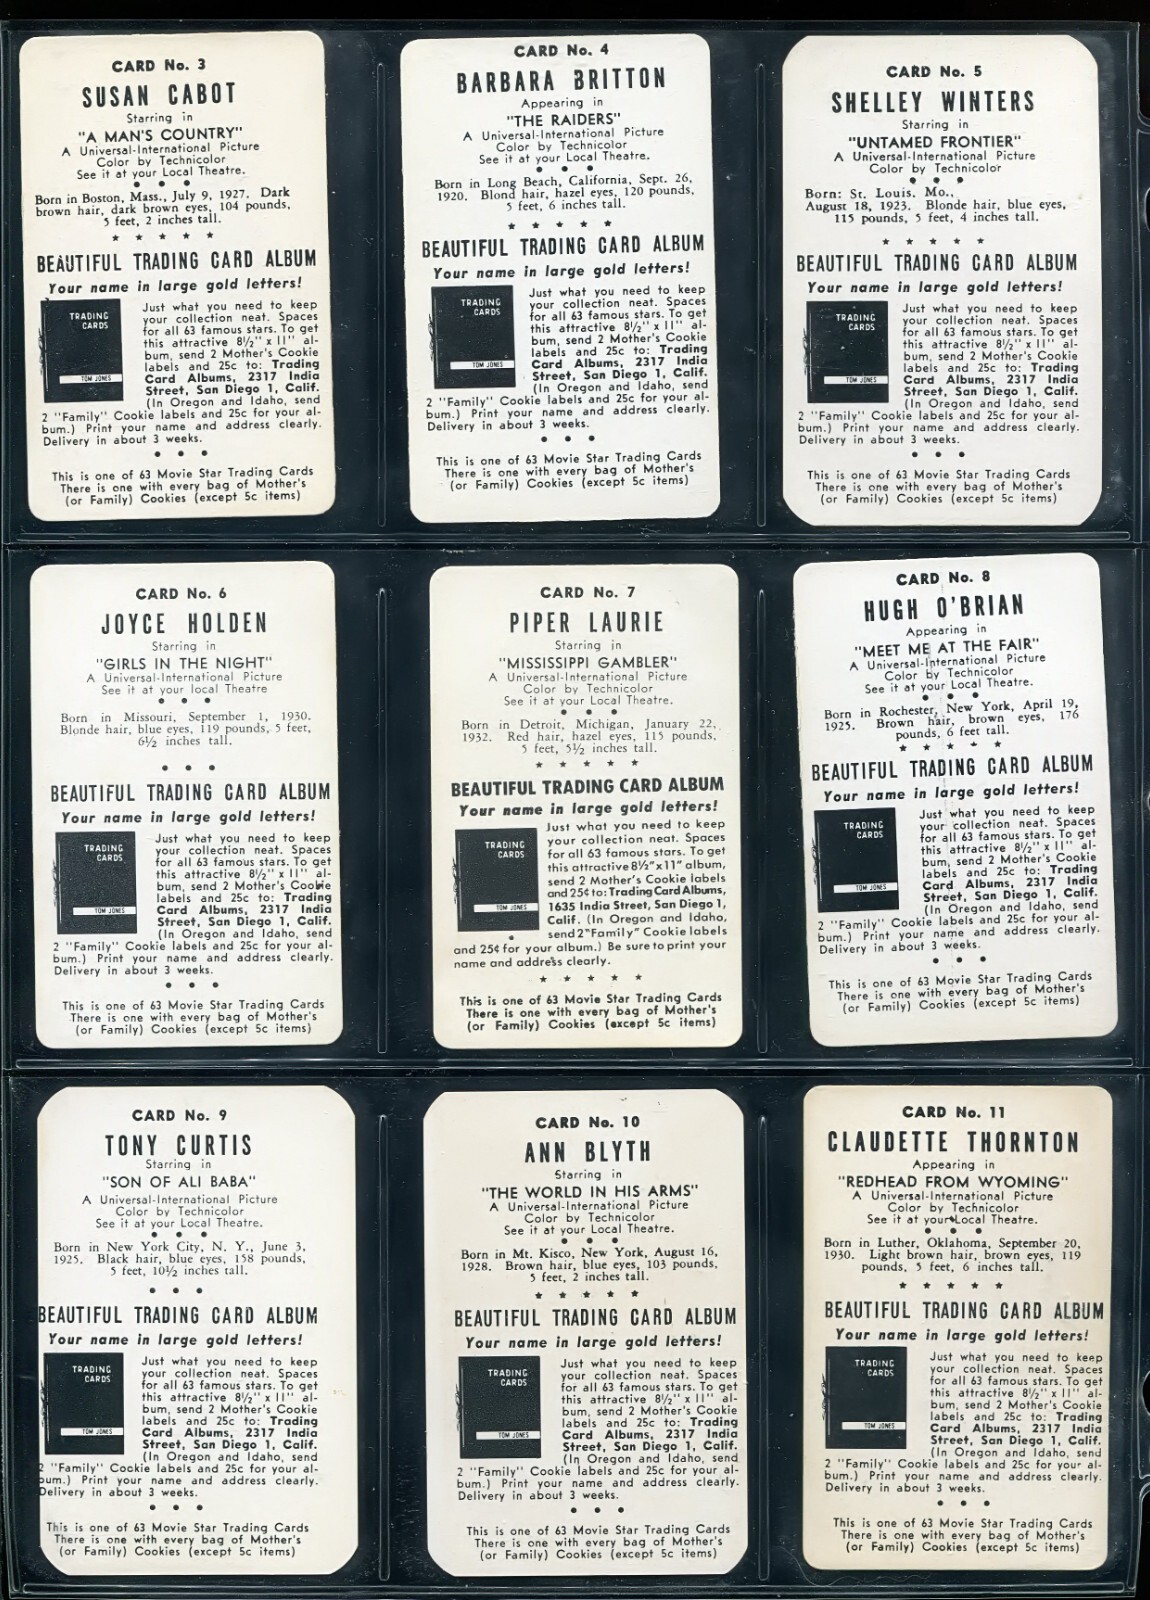 CARD No. 3
SUSAN CABOT
Starring in
"A MAN'S COUNTRY"
A Universal-International Picture
Color by Technicolor
See it at your Local Theatre.
• • •
Born in Boston, Mass., July 9, 1927. Dark
brown hair, dark brown eyes, 104 pounds,
5 feet, 2 inches tall.
★ ★ ★ ★ ★
BEAUTIFUL TRADING CARD ALBUM
Your name in large gold letters!
TRADING
CARDS
TOM JONES
Just what you need to keep
your collection neat. Spaces
for all 63 famous stars. To get
this attractive 8½" x 11" al-
bum, send 2 Mother's Cookie
labels and 25c to: Trading
Card Albums, 2317 India
Street, San Diego 1, Calif.
(In Oregon and Idaho, send
2 "Family" Cookie labels and 25c for your al-
bum.) Print your name and address clearly.
Delivery in about 3 weeks.
• • •
This is one of 63 Movie Star Trading Cards
There is one with every bag of Mother's
(or Family) Cookies (except 5c items)
CARD No. 4
BARBARA BRITTON
Appearing in
"THE RAIDERS"
A Universal-International Picture
Color by Technicolor
See it at your Local Theatre.
• • •
Born in Long Beach, California, Sept. 26,
1920. Blond hair, hazel eyes, 120 pounds,
5 feet, 6 inches tall.
★ ★ ★ ★ ★
BEAUTIFUL TRADING CARD ALBUM
Your name in large gold letters!
TRADING
CARDS
TOM JONES
Just what you need to keep
your collection neat. Spaces
for all 63 famous stars. To get
this attractive 8½" x 11" al-
bum, send 2 Mother's Cookie
labels and 25c to: Trading
Card Albums, 2317 India
Street, San Diego 1, Calif.
(In Oregon and Idaho, send
2 "Family" Cookie labels and 25c for your al-
bum.) Print your name and address clearly.
Delivery in about 3 weeks.
• • •
This is one of 63 Movie Star Trading Cards
There is one with every bag of Mother's
(or Family) Cookies (except 5c items)
CARD No. 5
SHELLEY WINTERS
Starring in
"UNTAMED FRONTIER"
A Universal-International Picture
Color by Technicolor
• • •
Born: St. Louis, Mo.,
August 18, 1923. Blonde hair, blue eyes,
115 pounds, 5 feet, 4 inches tall.
★ ★ ★ ★ ★
BEAUTIFUL TRADING CARD ALBUM
Your name in large gold letters!
TRADING
CARDS
TOM JONES
Just what you need to keep
your collection neat. Spaces
for all 63 famous stars. To get
this attractive 8½" x 11" al-
bum, send 2 Mother's Cookie
labels and 25c to: Trading
Card Albums, 2317 India
Street, San Diego 1, Calif.
(In Oregon and Idaho, send
2 "Family" Cookie labels and 25c for your al-
bum.) Print your name and address clearly.
Delivery in about 3 weeks.
• • •
This is one of 63 Movie Star Trading Cards
There is one with every bag of Mother's
(or Family) Cookies (except 5c items)
CARD No. 6
JOYCE HOLDEN
Starring in
"GIRLS IN THE NIGHT"
A Universal-International Picture
See it at your local Theatre
• • •
Born in Missouri, September 1, 1930.
Blonde hair, blue eyes, 119 pounds, 5 feet,
6½ inches tall.
• • •
BEAUTIFUL TRADING CARD ALBUM
Your name in large gold letters!
TRADING
CARDS
TOM JONES
Just what you need to keep
your collection neat. Spaces
for all 63 famous stars. To get
this attractive 8½" x 11" al-
bum, send 2 Mother's Cookie
labels and 25c to: Trading
Card Albums, 2317 India
Street, San Diego 1, Calif.
(In Oregon and Idaho, send
2 "Family" Cookie labels and 25c for your al-
bum.) Print your name and address clearly.
Delivery in about 3 weeks.
• • •
This is one of 63 Movie Star Trading Cards
There is one with every bag of Mother's
(or Family) Cookies (except 5c items)
CARD No. 7
PIPER LAURIE
Starring in
"MISSISSIPPI GAMBLER"
A Universal-International Picture
Color by Technicolor
See it at your Local Theatre.
• • •
Born in Detroit, Michigan, January 22,
1932. Red hair, hazel eyes, 115 pounds,
5 feet, 5½ inches tall.
★ ★ ★ ★ ★
BEAUTIFUL TRADING CARD ALBUM
Your name in large gold letters!
TRADING
CARDS
TOM JONES
Just what you need to keep
your collection neat. Spaces
for all 63 famous stars. To get
this attractive 8½"x11" album,
send 2 Mother's Cookie labels
and 25¢ to: Trading Card Albums,
1635 India Street, San Diego 1,
Calif. (In Oregon and Idaho,
send 2 "Family" Cookie labels
and 25¢ for your album.) Be sure to print your
name and address clearly.
★ ★ ★ ★ ★
This is one of 63 Movie Star Trading Cards
There is one with every bag of Mother's
(or Family) Cookies (except 5c items)
CARD No. 8
HUGH O'BRIAN
Appearing in
"MEET ME AT THE FAIR"
A Universal-International Picture
Color by Technicolor
See it at your Local Theatre.
• • •
Born in Rochester, New York, April 19,
1925. Brown hair, brown eyes, 176
pounds, 6 feet tall.
★ ★ ★ ★ ★
BEAUTIFUL TRADING CARD ALBUM
Your name in large gold letters!
TRADING
CARDS
TOM JONES
Just what you need to keep
your collection neat. Spaces
for all 63 famous stars. To get
this attractive 8½" x 11" al-
bum, send 2 Mother's Cookie
labels and 25c to: Trading
Card Albums, 2317 India
Street, San Diego 1, Calif.
(In Oregon and Idaho, send
2 "Family" Cookie labels and 25c for your al-
bum.) Print your name and address clearly.
Delivery in about 3 weeks.
• • •
This is one of 63 Movie Star Trading Cards
There is one with every bag of Mother's
(or Family) Cookies (except 5c items)
CARD No. 9
TONY CURTIS
Starring in
"SON OF ALI BABA"
A Universal-International Picture
Color by Technicolor
See it at your Local Theatre.
• • •
Born in New York City, N. Y., June 3,
1925. Black hair, blue eyes, 158 pounds,
5 feet, 10½ inches tall.
• • •
BEAUTIFUL TRADING CARD ALBUM
Your name in large gold letters!
TRADING
CARDS
TOM JONES
Just what you need to keep
your collection neat. Spaces
for all 63 famous stars. To get
this attractive 8½" x 11" al-
bum, send 2 Mother's Cookie
labels and 25c to: Trading
Card Albums, 2317 India
Street, San Diego 1, Calif.
(In Oregon and Idaho, send
2 "Family" Cookie labels and 25c for your al-
bum.) Print your name and address clearly.
Delivery in about 3 weeks.
• • •
This is one of 63 Movie Star Trading Cards
There is one with every bag of Mother's
(or Family) Cookies (except 5c items)
CARD No. 10
ANN BLYTH
Starring in
"THE WORLD IN HIS ARMS"
A Universal-International Picture
Color by Technicolor
See it at your Local Theatre.
• • •
Born in Mt. Kisco, New York, August 16,
1928. Brown hair, blue eyes, 103 pounds,
5 feet, 2 inches tall.
★ ★ ★ ★ ★
BEAUTIFUL TRADING CARD ALBUM
Your name in large gold letters!
TRADING
CARDS
TOM JONES
Just what you need to keep
your collection neat. Spaces
for all 63 famous stars. To get
this attractive 8½" x 11" al-
bum, send 2 Mother's Cookie
labels and 25c to: Trading
Card Albums, 2317 India
Street, San Diego 1, Calif.
(In Oregon and Idaho, send
2 "Family" Cookie labels and 25c for your al-
bum.) Print your name and address clearly.
Delivery in about 3 weeks.
• • •
This is one of 63 Movie Star Trading Cards
There is one with every bag of Mother's
(or Family) Cookies (except 5c items)
CARD No. 11
CLAUDETTE THORNTON
Appearing in
"REDHEAD FROM WYOMING"
A Universal-International Picture
Color by Technicolor
See it at your Local Theatre.
• • •
Born in Luther, Oklahoma, September 20,
1930. Light brown hair, brown eyes, 119
pounds, 5 feet, 6 inches tall.
★ ★ ★ ★ ★
BEAUTIFUL TRADING CARD ALBUM
Your name in large gold letters!
TRADING
CARDS
TOM JONES
Just what you need to keep
your collection neat. Spaces
for all 63 famous stars. To get
this attractive 8½" x 11" al-
bum, send 2 Mother's Cookie
labels and 25c to: Trading
Card Albums, 2317 India
Street, San Diego 1, Calif.
(In Oregon and Idaho, send
2 "Family" Cookie labels and 25c for your al-
bum.) Print your name and address clearly.
Delivery in about 3 weeks.
• • •
This is one of 63 Movie Star Trading Cards
There is one with every bag of Mother's
(or Family) Cookies (except 5c items)